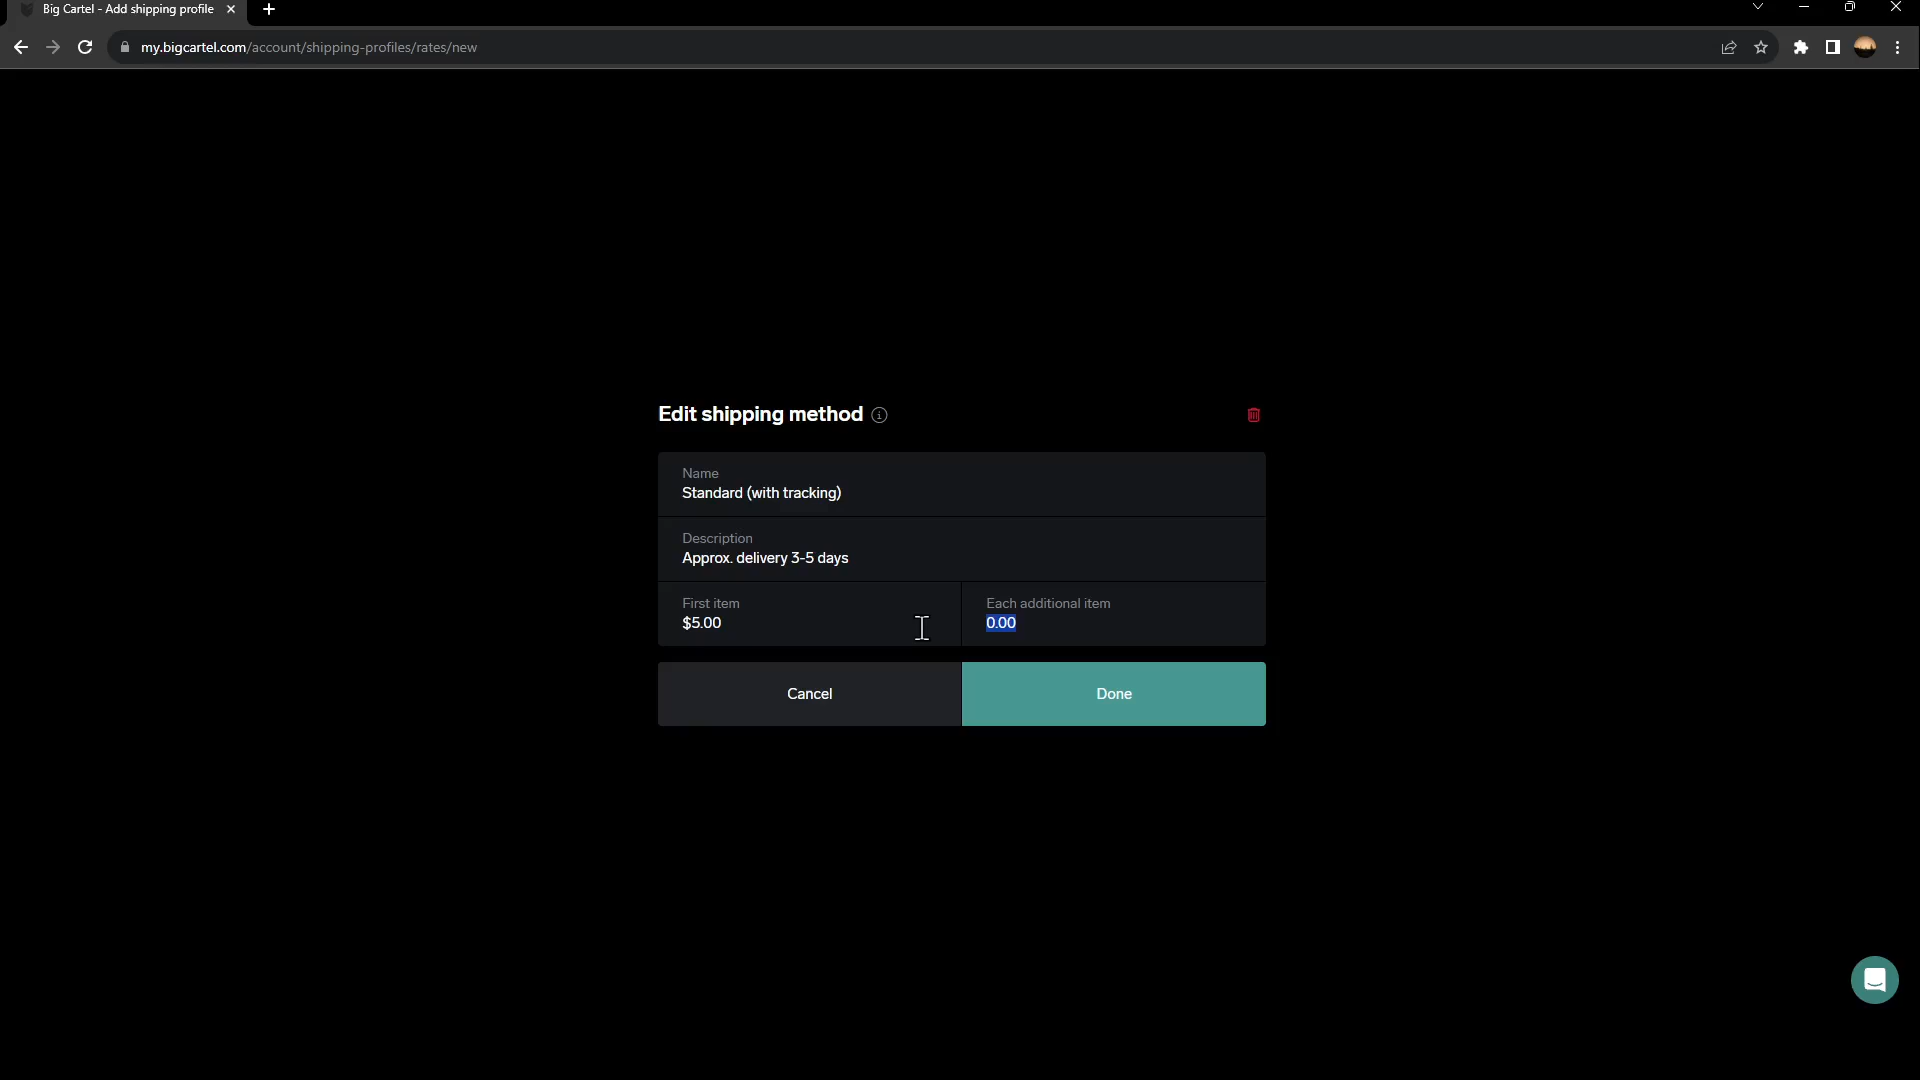 Big Cartel - Add shipping profile
my.bigcartel.com/account/shipping-profiles/rates/new
Edit shipping method
Name
Standard (with tracking)
Description
Approx. delivery 3-5 days
First item
$5.00
Each additional item
0.00
Cancel
Done